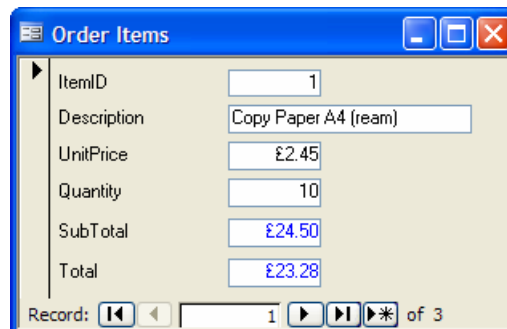 Order Items
ItemID 1
Description Copy Paper A4 (ream)
UnitPrice £2.45
Quantity 10
SubTotal £24.50
Total £23.28
Record: 1 of 3